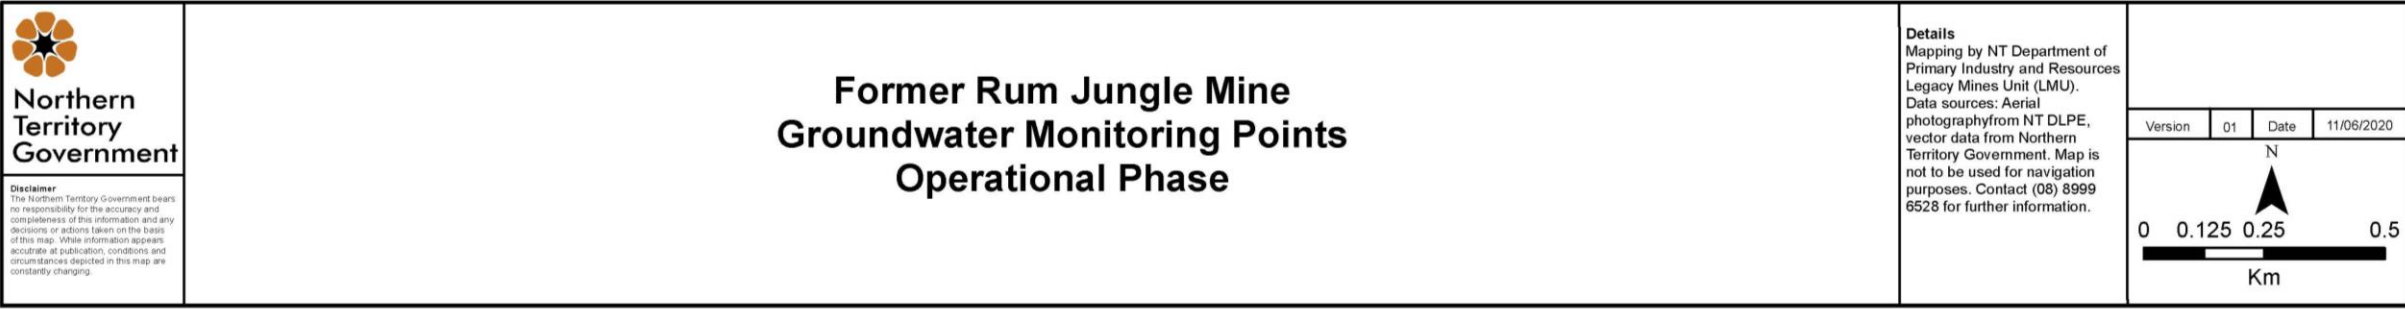 Northern
Territory
Government
Disclaimer
The Northern Territory Government bears
no responsibility for the accuracy and
completeness of this information and any
decisions or actions taken on the basis
of this map. While information appears
accutrate at publication, conditions and
circumstances depicted in this map are
constantly changing.
Former Rum Jungle Mine
Groundwater Monitoring Points
Operational Phase
Details
Mapping by NT Department of
Primary Industry and Resources
Legacy Mines Unit (LMU).
Data sources: Aerial
photographyfrom NT DLPE,
vector data from Northern
Territory Government. Map is
not to be used for navigation
purposes. Contact (08) 8999
6528 for further information.
Version 01 Date 11/06/2020
N
0 0.125 0.25 0.5
Km